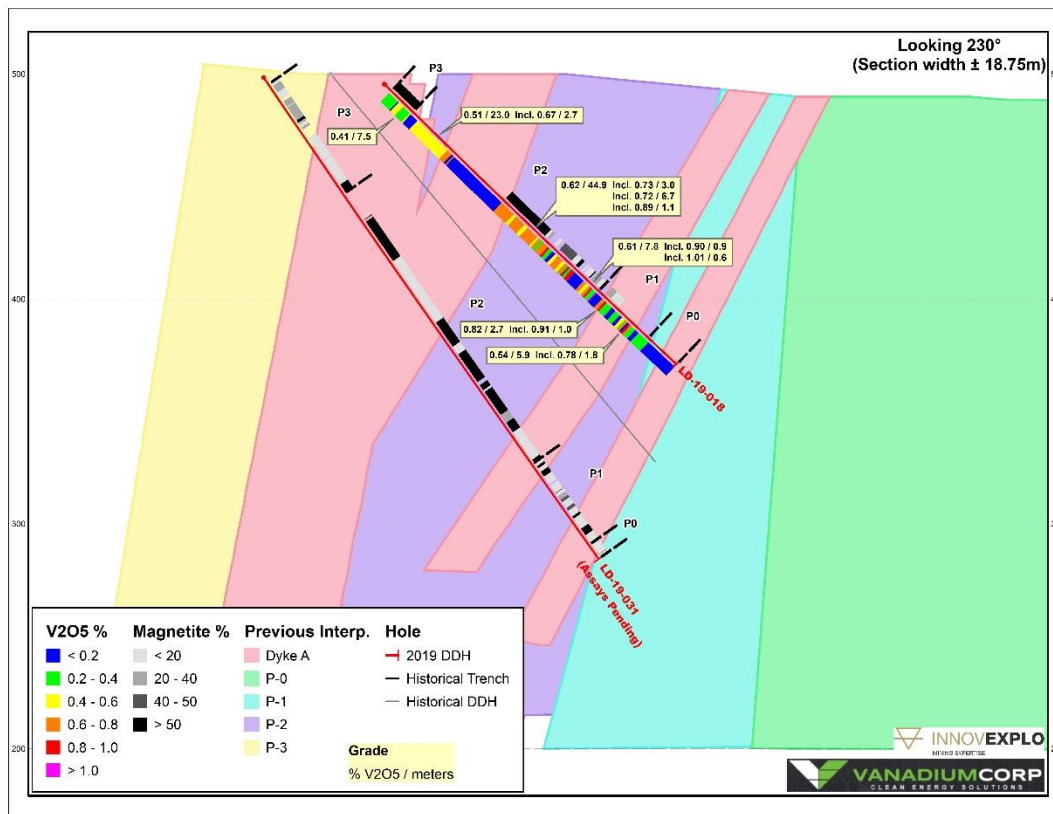 Looking 230°
(Section width ± 18.75m)
500
P3
P3
0.51 / 23.0 Incl. 0.67 / 2.7
0.41 / 7.5
P2
0.62 / 44.9 Incl. 0.73 / 3.0
Incl. 0.72 / 6.7
Incl. 0.89 / 1.1
0.61 / 7.8 Incl. 0.90 / 0.9
Incl. 1.01 / 0.6
P1
400
P2
P0
0.82 / 2.7 Incl. 0.91 / 1.0
0.54 / 5.9 Incl. 0.78 / 1.8
LD-19-018
P1
300
P0
LD-19-031
(Assays Pending)
V2O5 %
< 0.2
0.2 - 0.4
0.4 - 0.6
0.6 - 0.8
0.8 - 1.0
> 1.0
Magnetite %
< 20
20 - 40
40 - 50
> 50
Previous Interp.
Dyke A
P-0
P-1
P-2
P-3
Hole
2019 DDH
Historical Trench
Historical DDH
Grade
% V2O5 / meters
200
INNOVEXPLO
MINING EXPERTISE
VANADIUMCORP
CLEAN ENERGY SOLUTIONS